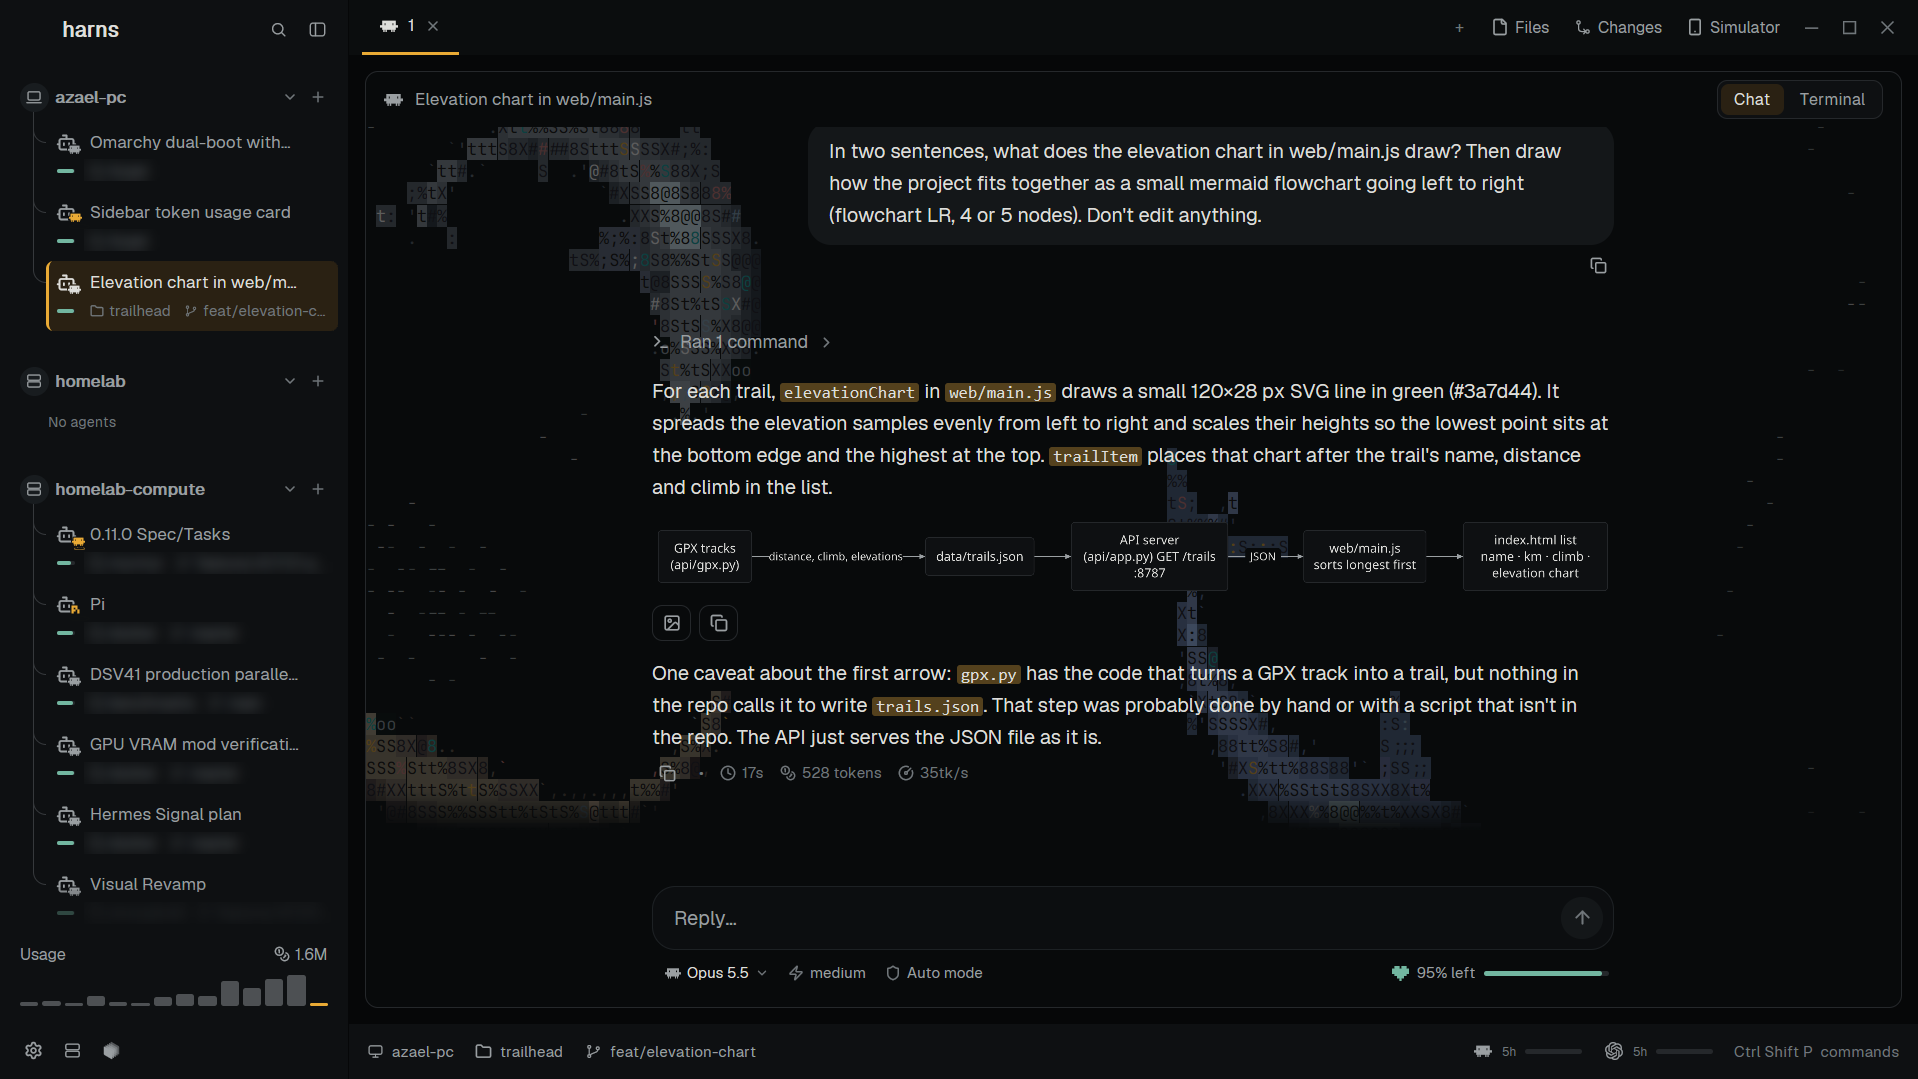 harns
1
Files
Changes
Simulator
azael-pc
Omarchy dual-boot with...
Sidebar token usage card
Elevation chart in web/m...
trailhead
feat/elevation-c...
homelab
No agents
homelab-compute
0.11.0 Spec/Tasks
Pi
DSV41 production paralle...
GPU VRAM mod verificati...
Hermes Signal plan
Visual Revamp
Usage
1.6M
Elevation chart in web/main.js
Chat
Terminal
In two sentences, what does the elevation chart in web/main.js draw? Then draw
how the project fits together as a small mermaid flowchart going left to right
(flowchart LR, 4 or 5 nodes). Don't edit anything.
Ran 1 command
For each trail, elevationChart in web/main.js draws a small 120×28 px SVG line in green (#3a7d44). It
spreads the elevation samples evenly from left to right and scales their heights so the lowest point sits at
the bottom edge and the highest at the top. trailItem places that chart after the trail's name, distance
and climb in the list.
GPX tracks
(api/gpx.py)
distance, climb, elevations
data/trails.json
API server
(api/app.py) GET /trails
:8787
JSON
web/main.js
sorts longest first
index.html list
name · km · climb ·
elevation chart
One caveat about the first arrow: gpx.py has the code that turns a GPX track into a trail, but nothing in
the repo calls it to write trails.json. That step was probably done by hand or with a script that isn't in
the repo. The API just serves the JSON file as it is.
17s
528 tokens
35tk/s
Reply...
Opus 5.5
medium
Auto mode
95% left
azael-pc
trailhead
feat/elevation-chart
5h
5h
Ctrl Shift P commands